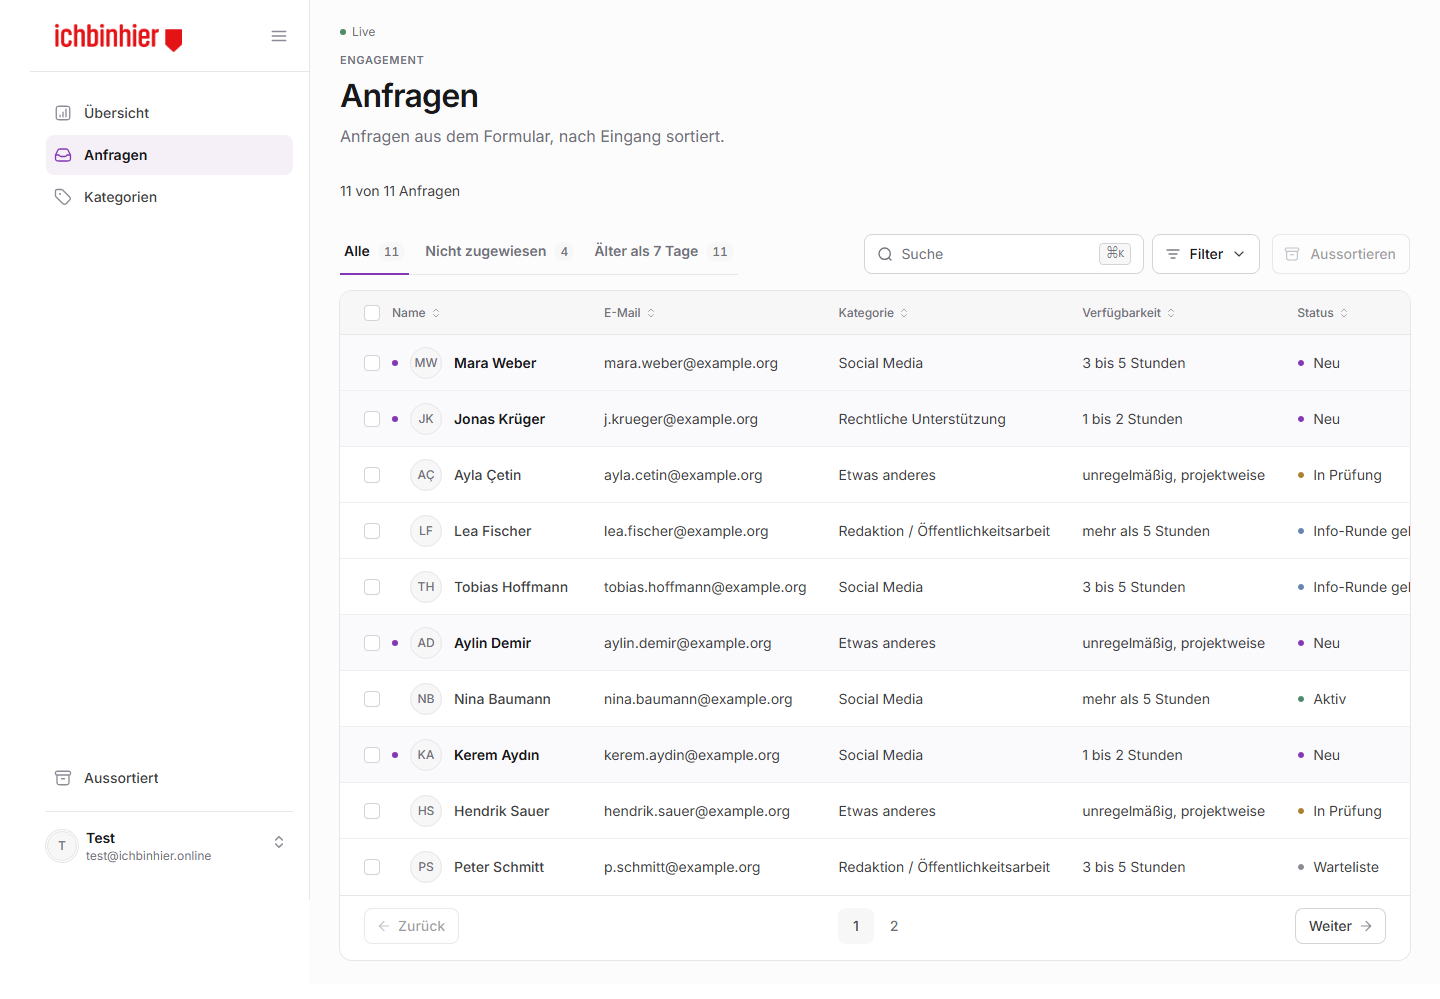 ichbinhier
Live
ENGAGEMENT
Anfragen
Anfragen aus dem Formular, nach Eingang sortiert.
11 von 11 Anfragen
Übersicht
Anfragen
Kategorien
Aussortiert
T
Test
test@ichbinhier.online
Alle 11 Nicht zugewiesen 4 Älter als 7 Tage 11
Suche ⌘K Filter Aussortieren
Name E-Mail Kategorie Verfügbarkeit Status
MW Mara Weber mara.weber@example.org Social Media 3 bis 5 Stunden Neu
JK Jonas Krüger j.krueger@example.org Rechtliche Unterstützung 1 bis 2 Stunden Neu
AÇ Ayla Çetin ayla.cetin@example.org Etwas anderes unregelmäßig, projektweise In Prüfung
LF Lea Fischer lea.fischer@example.org Redaktion / Öffentlichkeitsarbeit mehr als 5 Stunden Info-Runde gel
TH Tobias Hoffmann tobias.hoffmann@example.org Social Media 3 bis 5 Stunden Info-Runde gel
AD Aylin Demir aylin.demir@example.org Etwas anderes unregelmäßig, projektweise Neu
NB Nina Baumann nina.baumann@example.org Social Media mehr als 5 Stunden Aktiv
KA Kerem Aydın kerem.aydin@example.org Social Media 1 bis 2 Stunden Neu
HS Hendrik Sauer hendrik.sauer@example.org Etwas anderes unregelmäßig, projektweise In Prüfung
PS Peter Schmitt p.schmitt@example.org Redaktion / Öffentlichkeitsarbeit 3 bis 5 Stunden Warteliste
Zurück 1 2 Weiter